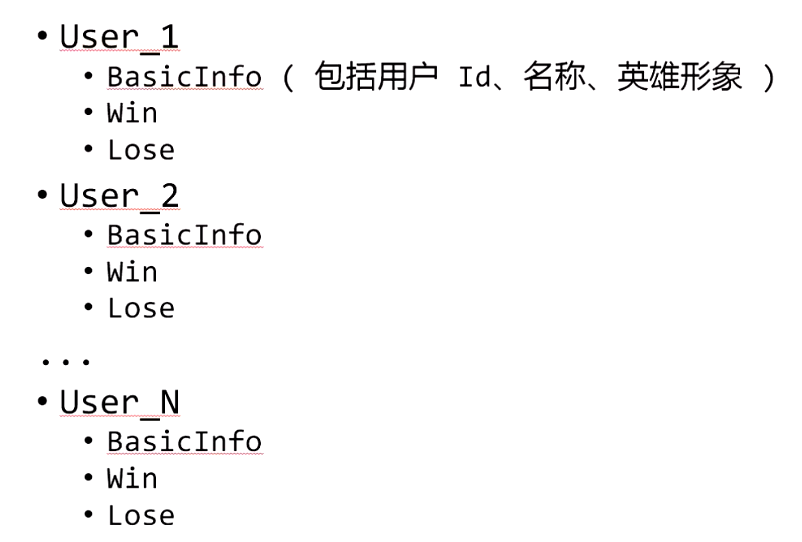 • User_1
• BasicInfo ( 包括用户 Id、名称、英雄形象 )
• Win
• Lose
• User_2
• BasicInfo
• Win
• Lose
...
• User_N
• BasicInfo
• Win
• Lose